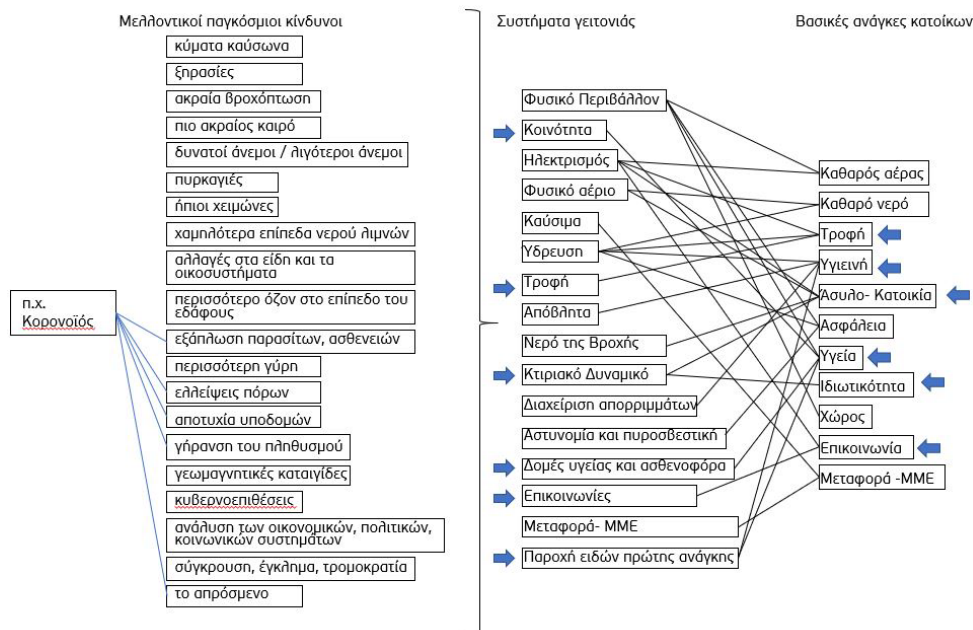 Μελλοντικοί παγκόσμιοι κίνδυνοι
κύματα καύσωνα
ξηρασίες
ακραία βροχόπτωση
πιο ακραίος καιρό
δυνατοί άνεμοι / λιγότεροι άνεμοι
πυρκαγιές
ήπιοι χειμώνες
χαμηλότερα επίπεδα νερού λιμνών
αλλαγές στα είδη και τα
οικοσυστήματα
περισσότερο όζον στο επίπεδο του
εδάφους
π.χ.
Κορονοϊός
εξάπλωση παρασίτων, ασθενειών
περισσότερη γύρη
ελλείψεις πόρων
αποτυχία υποδομών
γήρανση του πληθυσμού
γεωμαγνητικές καταιγίδες
κυβερνοεπιθέσεις
ανάλυση των οικονομικών, πολιτικών,
κοινωνικών συστημάτων
σύγκρουση, έγκλημα, τρομοκρατία
το απρόσμενο
Συστήματα γειτονιάς
Φυσικό Περιβάλλον
Κοινότητα
Ηλεκτρισμός
Φυσικό αέριο
Καύσιμα
Ύδρευση
Τροφή
Απόβλητα
Νερό της Βροχής
Κτιριακό Δυναμικό
Διαχείριση απορριμμάτων
Αστυνομία και πυροσβεστική
Δομές υγείας και ασθενοφόρα
Επικοινωνίες
Μεταφορά- ΜΜΕ
Παροχή ειδών πρώτης ανάγκης
Βασικές ανάγκες κατοίκων
Καθαρός αέρας
Καθαρό νερό
Τροφή
Υγιεινή
Άσυλο- Κατοικία
Ασφάλεια
Υγεία
Ιδιωτικότητα
Χώρος
Επικοινωνία
Μεταφορά -ΜΜΕ